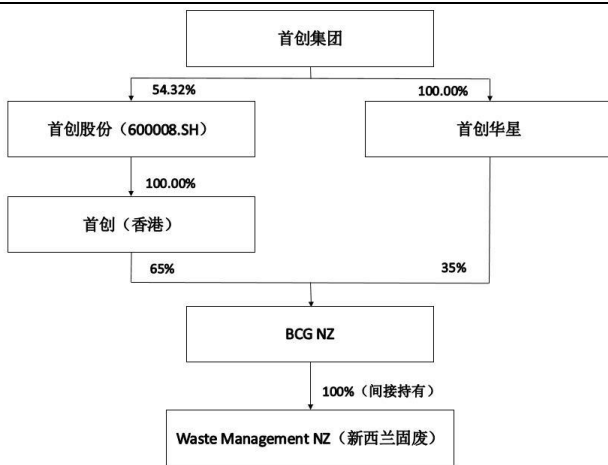 首创集团
54.32%
100.00%
首创股份（600008.SH）
首创华星
100.00%
首创（香港）
65%
35%
BCG NZ
100%（间接持有）
Waste Management NZ（新西兰固废）